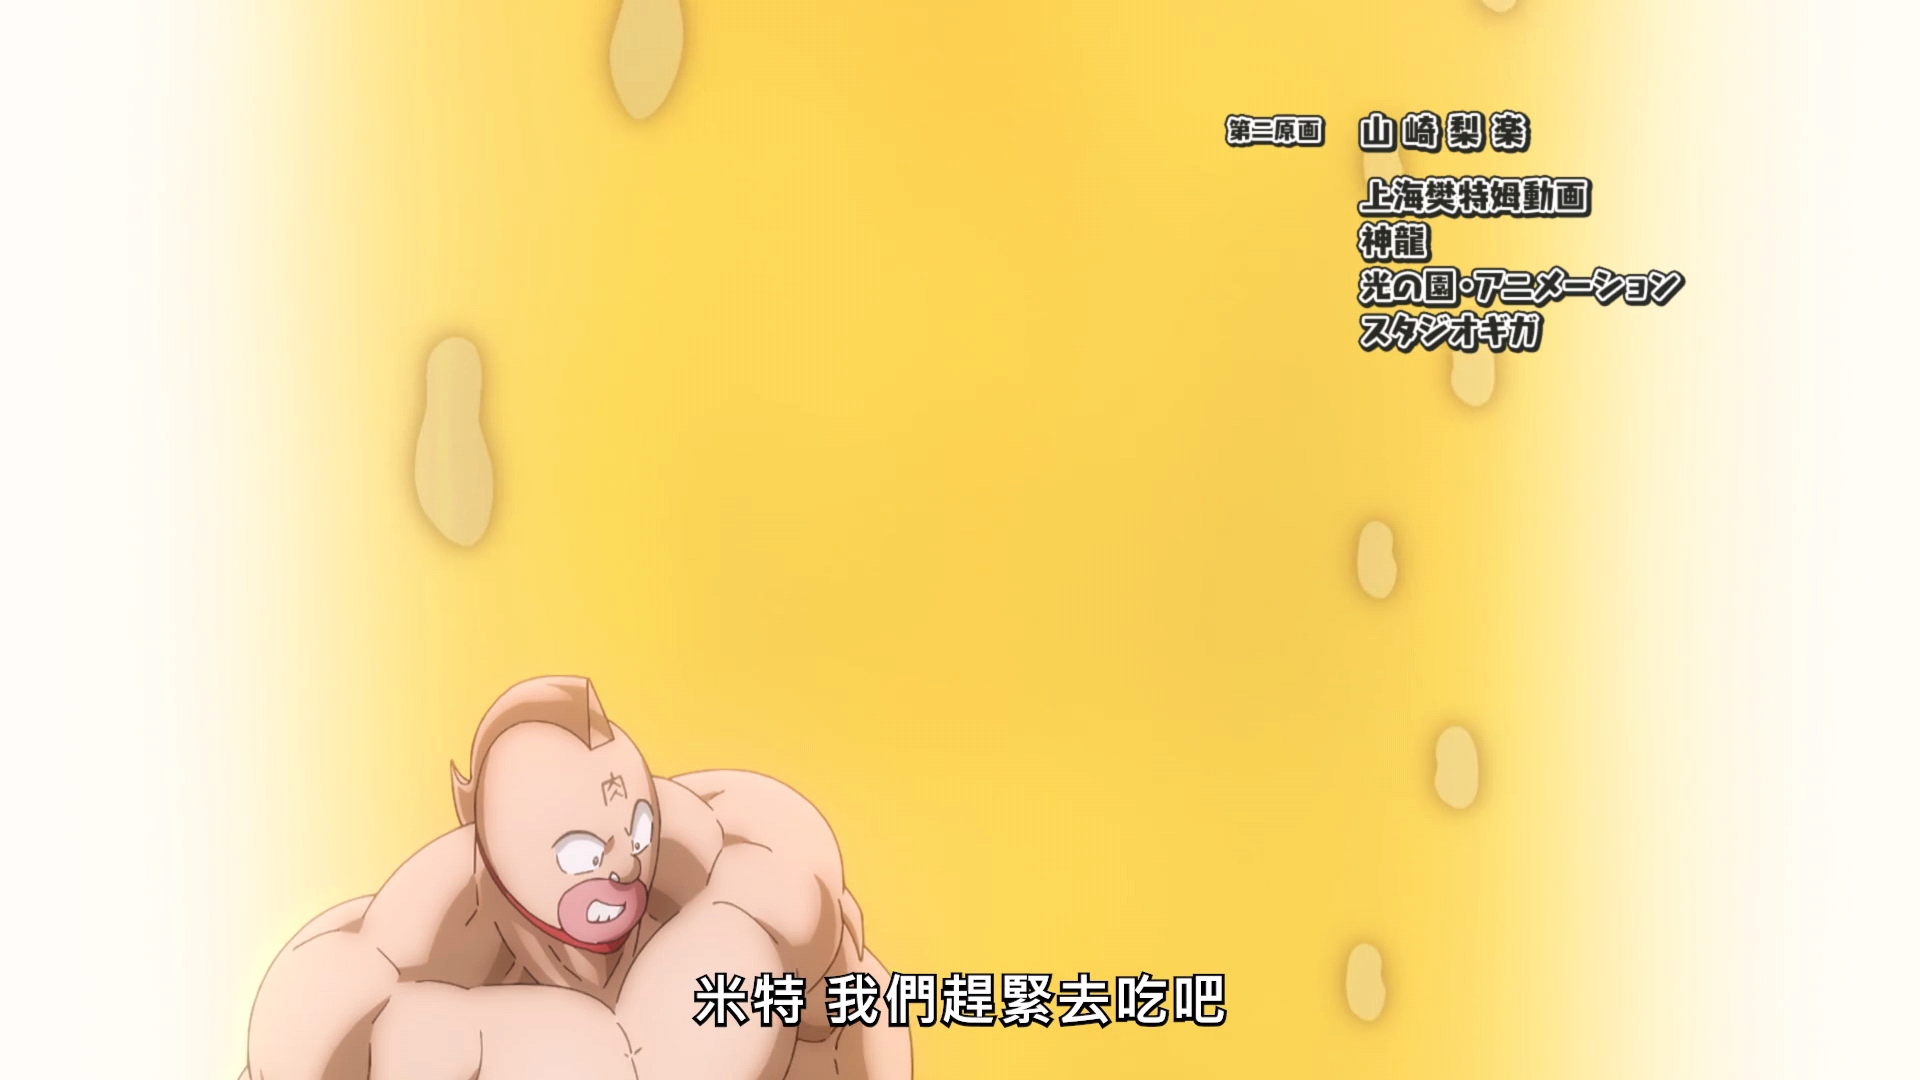 第二原画 山崎梨楽
上海樊特姆動画
神龍
光の園・アニメーション
スタジオギガ
肉
米特 我們趕緊去吃吧